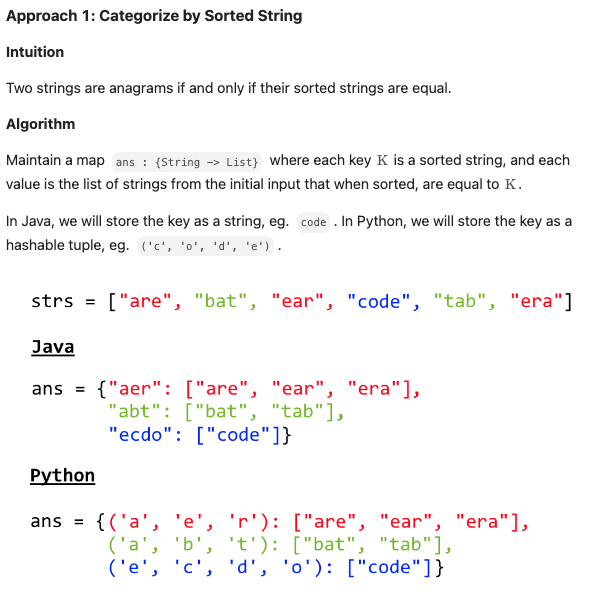 Approach 1: Categorize by Sorted String
Intuition
Two strings are anagrams if and only if their sorted strings are equal.
Algorithm
Maintain a map ans : {String -> List} where each key K is a sorted string, and each
value is the list of strings from the initial input that when sorted, are equal to K.
In Java, we will store the key as a string, eg. code . In Python, we will store the key as a
hashable tuple, eg. ('c', 'o', 'd', 'e') .
strs = ["are", "bat", "ear", "code", "tab", "era"]
Java
ans = {"aer": ["are", "ear", "era"],
"abt": ["bat", "tab"],
"ecdo": ["code"]}
Python
ans = {('a', 'e', 'r'): ["are", "ear", "era"],
('a', 'b', 't'): ["bat", "tab"],
('e', 'c', 'd', 'o'): ["code"]}